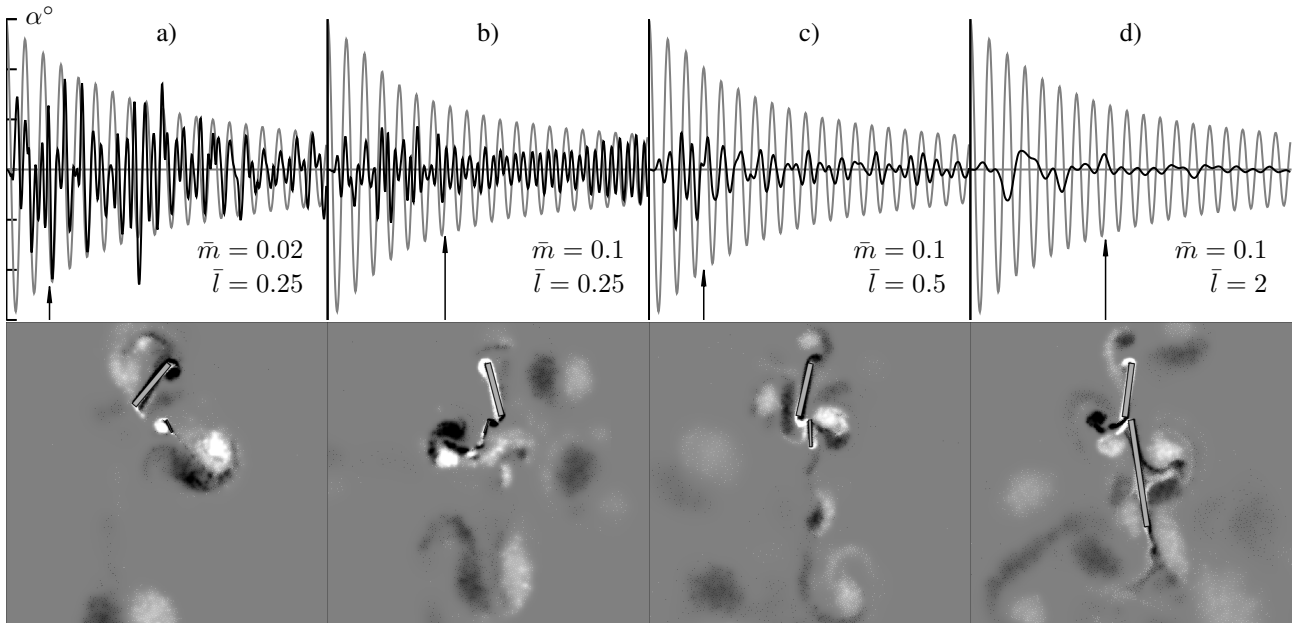 α°
a)
b)
c)
d)
m̄ = 0.02
l̄ = 0.25
m̄ = 0.1
l̄ = 0.25
m̄ = 0.1
l̄ = 0.5
m̄ = 0.1
l̄ = 2